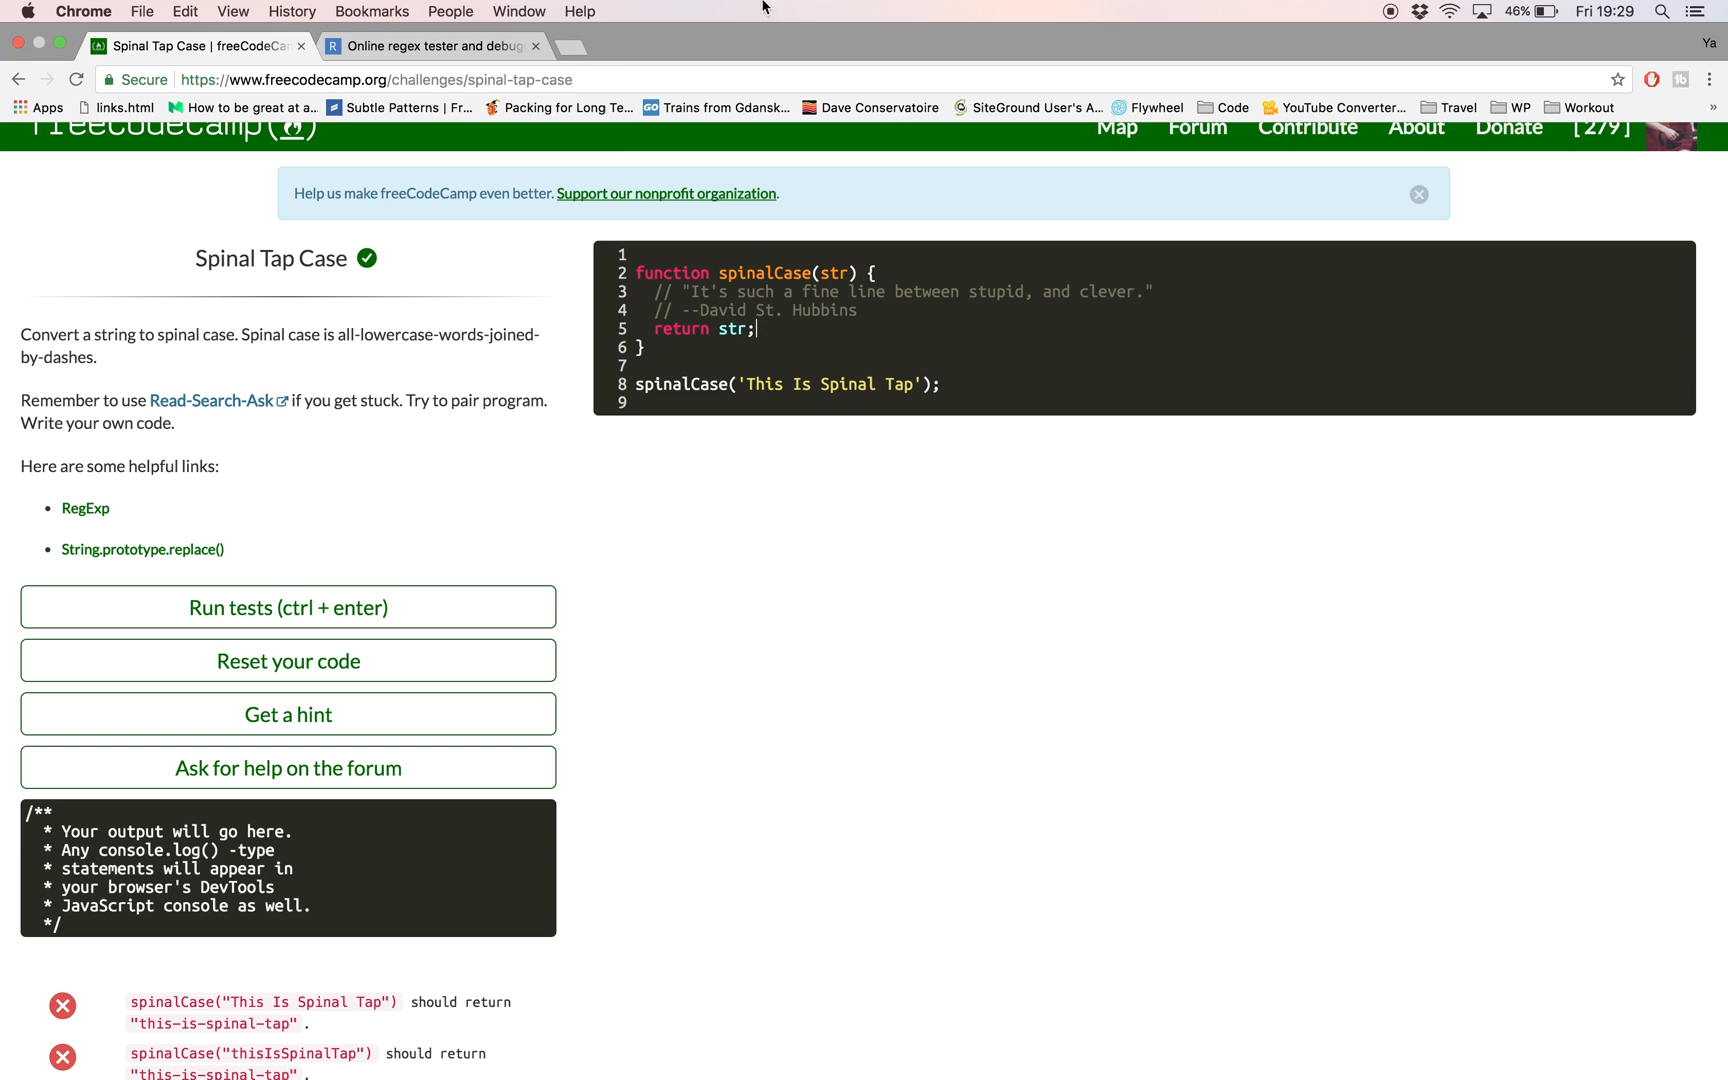 Chrome File Edit View History Bookmarks People Window Help 46% Fri 19:29
Spinal Tap Case | freeCodeCa Online regex tester and debug Ya
Secure https://www.freecodecamp.org/challenges/spinal-tap-case
Apps links.html How to be great at a... Subtle Patterns | Fr... Packing for Long Te... GO Trains from Gdansk... Dave Conservatoire SiteGround User's A... Flywheel Code YouTube Converter... Travel WP Workout »
freeCodeCamp Map Forum Contribute About Donate [ 279 ]
Help us make freeCodeCamp even better. Support our nonprofit organization.
Spinal Tap Case
Convert a string to spinal case. Spinal case is all-lowercase-words-joined-
by-dashes.
Remember to use Read-Search-Ask if you get stuck. Try to pair program.
Write your own code.
Here are some helpful links:
RegExp
String.prototype.replace()
Run tests (ctrl + enter)
Reset your code
Get a hint
Ask for help on the forum
/**
* Your output will go here.
* Any console.log() -type
* statements will appear in
* your browser's DevTools
* JavaScript console as well.
*/
spinalCase("This Is Spinal Tap") should return
"this-is-spinal-tap" .
spinalCase("thisIsSpinalTap") should return
"this-is-spinal-tap" .
1
2 function spinalCase(str) {
3 // "It's such a fine line between stupid, and clever."
4 // --David St. Hubbins
5 return str;
6 }
7
8 spinalCase('This Is Spinal Tap');
9